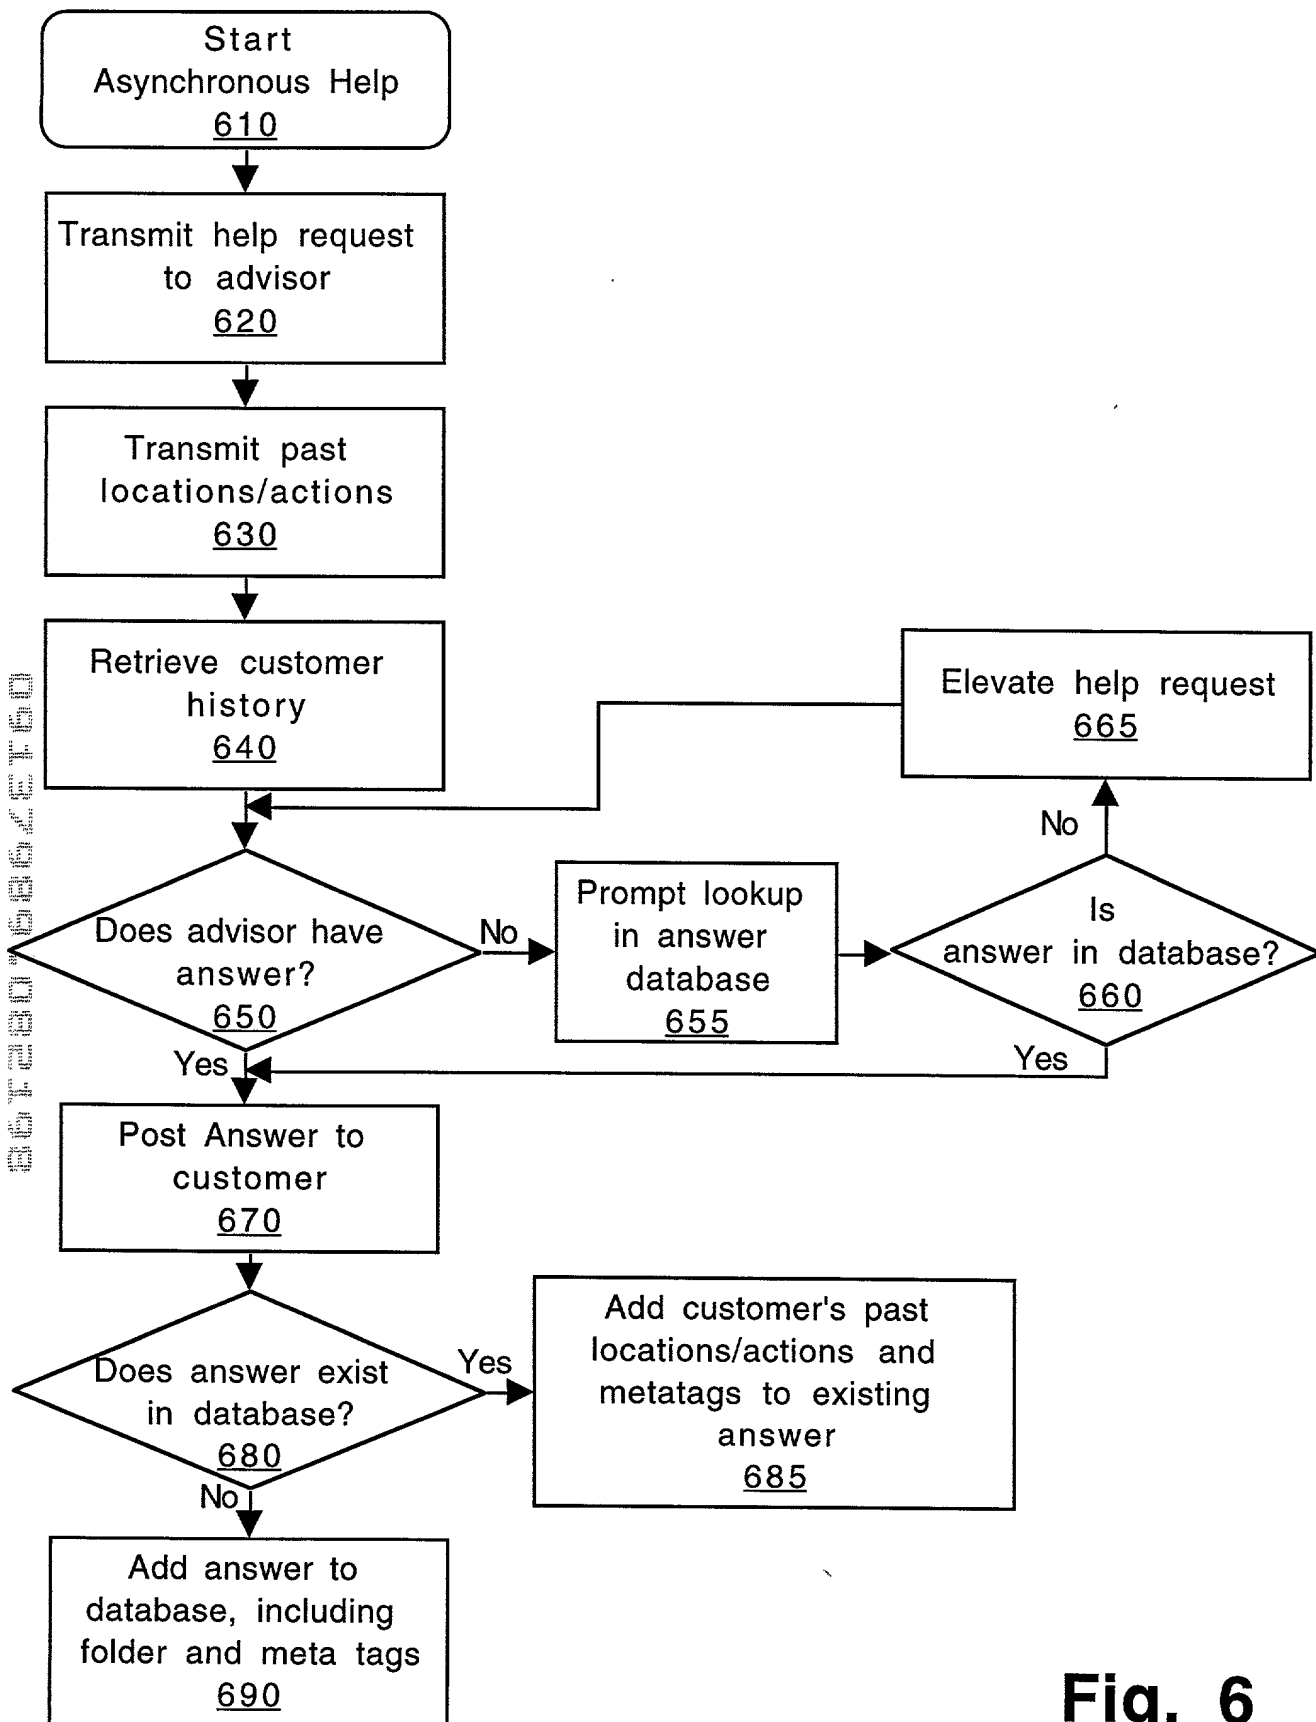 Start
Asynchronous Help
610
Transmit help request
to advisor
620
Transmit past
locations/actions
630
Retrieve customer
history
640
Elevate help request
665
No
Does advisor have
answer?
650
No
Prompt lookup
in answer
database
655
Is
answer in database?
660
Yes
Yes
Post Answer to
customer
670
Does answer exist
in database?
680
Yes
Add customer's past
locations/actions and
metatags to existing
answer
685
No
Add answer to
database, including
folder and meta tags
690
Fig. 6